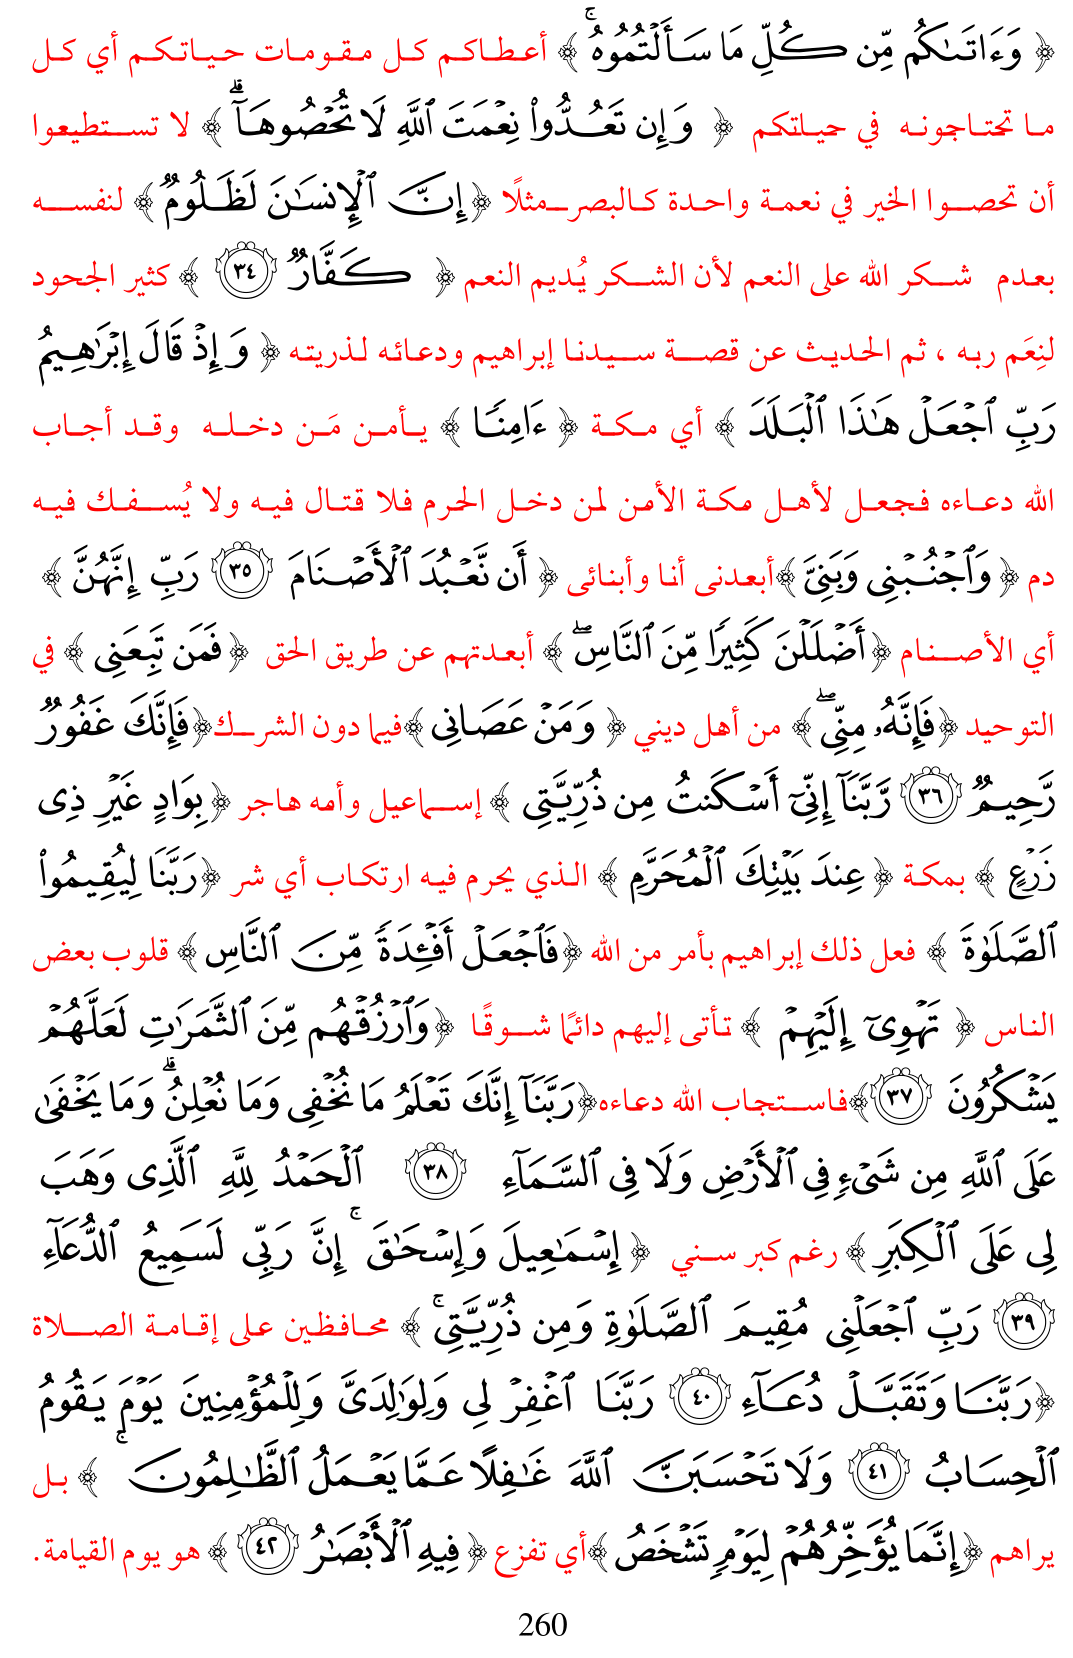 ﴿ وَءَاتَىٰكُم مِّن كُلِّ مَا سَأَلْتُمُوهُ ۚ ﴾ أعطاكم كل مقومات حياتكم أي كل
ما تحتاجونه في حياتكم ﴿ وَإِن تَعُدُّواْ نِعْمَتَ ٱللَّهِ لَا تُحْصُوهَآ ۗ ﴾ لا تستطيعوا
أن تحصوا الخير في نعمة واحدة كالبصر مثلًا ﴿ إِنَّ ٱلْإِنسَٰنَ لَظَلُومٌ ﴾ لنفسه
بعدم شكر الله على النعم لأن الشكر يُديم النعم ﴿ كَفَّارٌ ٣٤ ﴾ كثير الجحود
لنِعَم ربه ، ثم الحديث عن قصة سيدنا إبراهيم ودعائه لذريته ﴿ وَإِذْ قَالَ إِبْرَٰهِيمُ
رَبِّ ٱجْعَلْ هَٰذَا ٱلْبَلَدَ ﴾ أي مكة ﴿ ءَامِنًا ﴾ يأمن مَن دخله وقد أجاب
الله دعاءه فجعل لأهل مكة الأمن لمن دخل الحرم فلا قتال فيه ولا يُسفك فيه
دم ﴿ وَٱجْنُبْنِى وَبَنِىَّ ﴾ أبعدنى أنا وأبنائى ﴿ أَن نَّعْبُدَ ٱلْأَصْنَامَ ٣٥ رَبِّ إِنَّهُنَّ ﴾
أي الأصنام ﴿ أَضْلَلْنَ كَثِيرًا مِّنَ ٱلنَّاسِ ۖ ﴾ أبعدتهم عن طريق الحق ﴿ فَمَن تَبِعَنِى ﴾ في
التوحيد ﴿ فَإِنَّهُۥ مِنِّى ۖ ﴾ من أهل ديني ﴿ وَمَنْ عَصَانِى ﴾ فيما دون الشرك ﴿ فَإِنَّكَ غَفُورٌ
رَّحِيمٌ ٣٦ رَّبَّنَآ إِنِّىٓ أَسْكَنتُ مِن ذُرِّيَّتِى ﴾ إسماعيل وأمه هاجر ﴿ بِوَادٍ غَيْرِ ذِى
زَرْعٍ ﴾ بمكة ﴿ عِندَ بَيْتِكَ ٱلْمُحَرَّمِ ﴾ الذي يحرم فيه ارتكاب أي شر ﴿ رَبَّنَا لِيُقِيمُواْ
ٱلصَّلَوٰةَ ﴾ فعل ذلك إبراهيم بأمر من الله ﴿ فَٱجْعَلْ أَفْئِدَةً مِّنَ ٱلنَّاسِ ﴾ قلوب بعض
الناس ﴿ تَهْوِىٓ إِلَيْهِمْ ﴾ تأتى إليهم دائمًا شوقًا ﴿ وَٱرْزُقْهُم مِّنَ ٱلثَّمَرَٰتِ لَعَلَّهُمْ
يَشْكُرُونَ ٣٧ ﴾ فاستجاب الله دعاءه ﴿ رَبَّنَآ إِنَّكَ تَعْلَمُ مَا نُخْفِى وَمَا نُعْلِنُ ۗ وَمَا يَخْفَىٰ
عَلَى ٱللَّهِ مِن شَىْءٍ فِى ٱلْأَرْضِ وَلَا فِى ٱلسَّمَآءِ ٣٨ ٱلْحَمْدُ لِلَّهِ ٱلَّذِى وَهَبَ
لِى عَلَى ٱلْكِبَرِ ﴾ رغم كبر سني ﴿ إِسْمَٰعِيلَ وَإِسْحَٰقَ ۚ إِنَّ رَبِّى لَسَمِيعُ ٱلدُّعَآءِ
٣٩ رَبِّ ٱجْعَلْنِى مُقِيمَ ٱلصَّلَوٰةِ وَمِن ذُرِّيَّتِى ۚ ﴾ محافظين على إقامة الصلاة
﴿ رَبَّنَا وَتَقَبَّلْ دُعَآءِ ٤٠ رَبَّنَا ٱغْفِرْ لِى وَلِوَٰلِدَىَّ وَلِلْمُؤْمِنِينَ يَوْمَ يَقُومُ
ٱلْحِسَابُ ٤١ وَلَا تَحْسَبَنَّ ٱللَّهَ غَٰفِلًا عَمَّا يَعْمَلُ ٱلظَّٰلِمُونَ ۚ ﴾ بل
يراهم ﴿ إِنَّمَا يُؤَخِّرُهُمْ لِيَوْمٍ تَشْخَصُ ﴾ أي تفزع ﴿ فِيهِ ٱلْأَبْصَٰرُ ٤٢ ﴾ هو يوم القيامة.
260